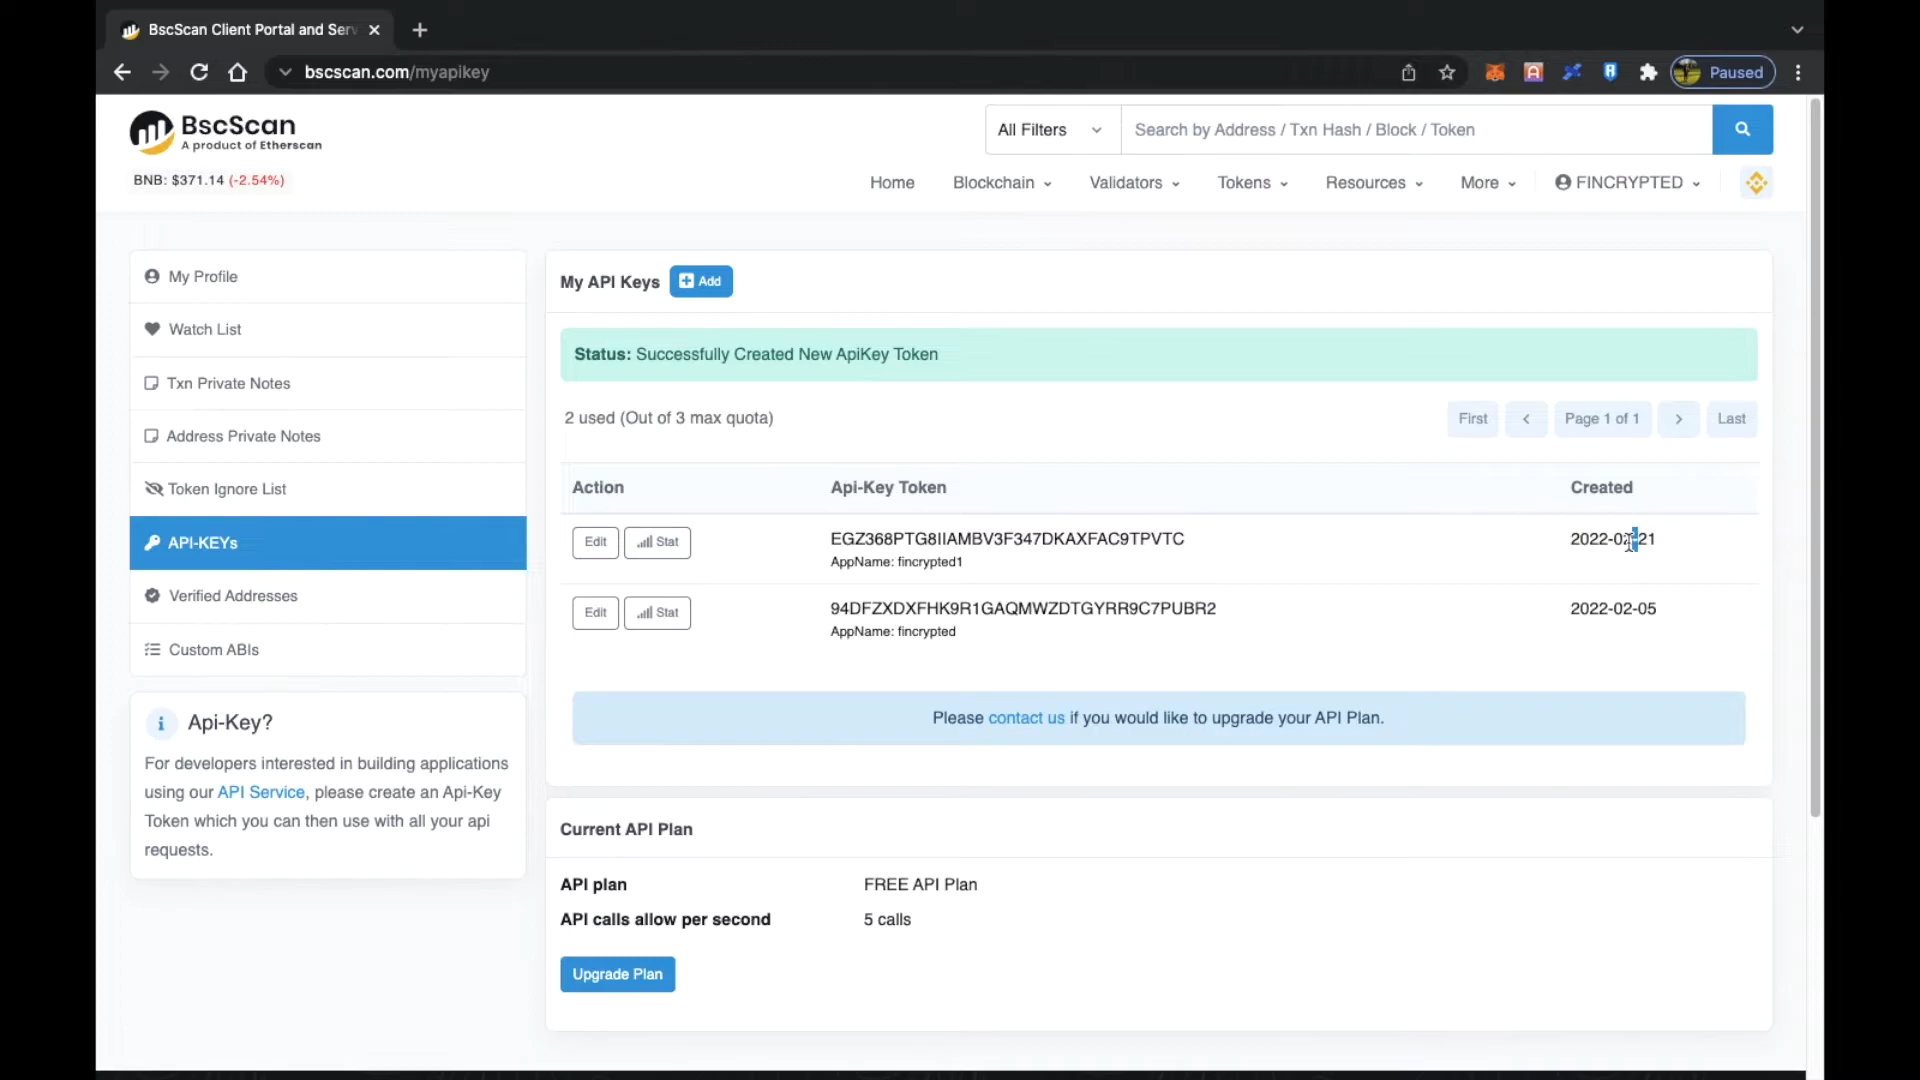 BscScan Client Portal and Serv
bscscan.com/myapikey
Paused
BscScan
A product of Etherscan
All Filters
Search by Address / Txn Hash / Block / Token
BNB: $371.14 (-2.54%)
Home
Blockchain
Validators
Tokens
Resources
More
FINCRYPTED
My Profile
Watch List
Txn Private Notes
Address Private Notes
Token Ignore List
API-KEYs
Verified Addresses
Custom ABIs
Api-Key?
For developers interested in building applications
using our API Service, please create an Api-Key
Token which you can then use with all your api
requests.
My API Keys
Add
Status: Successfully Created New ApiKey Token
2 used (Out of 3 max quota)
First
Page 1 of 1
Last
Action
Api-Key Token
Created
Edit
Stat
EGZ368PTG8IIAMBV3F347DKAXFAC9TPVTC
AppName: fincrypted1
Edit
Stat
94DFZXDXFHK9R1GAQMWZDTGYRR9C7PUBR2
AppName: fincrypted
2022-02-05
Please contact us if you would like to upgrade your API Plan.
Current API Plan
API plan
FREE API Plan
API calls allow per second
5 calls
Upgrade Plan